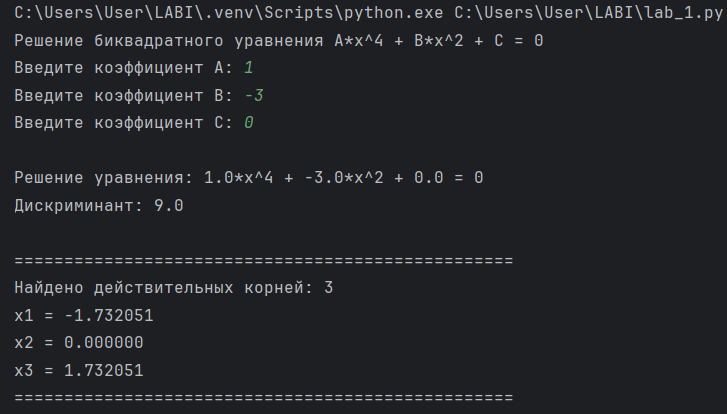 C:\Users\User\LABI\.venv\Scripts\python.exe C:\Users\User\LABI\lab_1.py
Решение биквадратного уравнения A*x^4 + B*x^2 + C = 0
Введите коэффициент A: 1
Введите коэффициент B: -3
Введите коэффициент C: 0
Решение уравнения: 1.0*x^4 + -3.0*x^2 + 0.0 = 0
Дискриминант: 9.0
==================================================
Найдено действительных корней: 3
x1 = -1.732051
x2 = 0.000000
x3 = 1.732051
==================================================